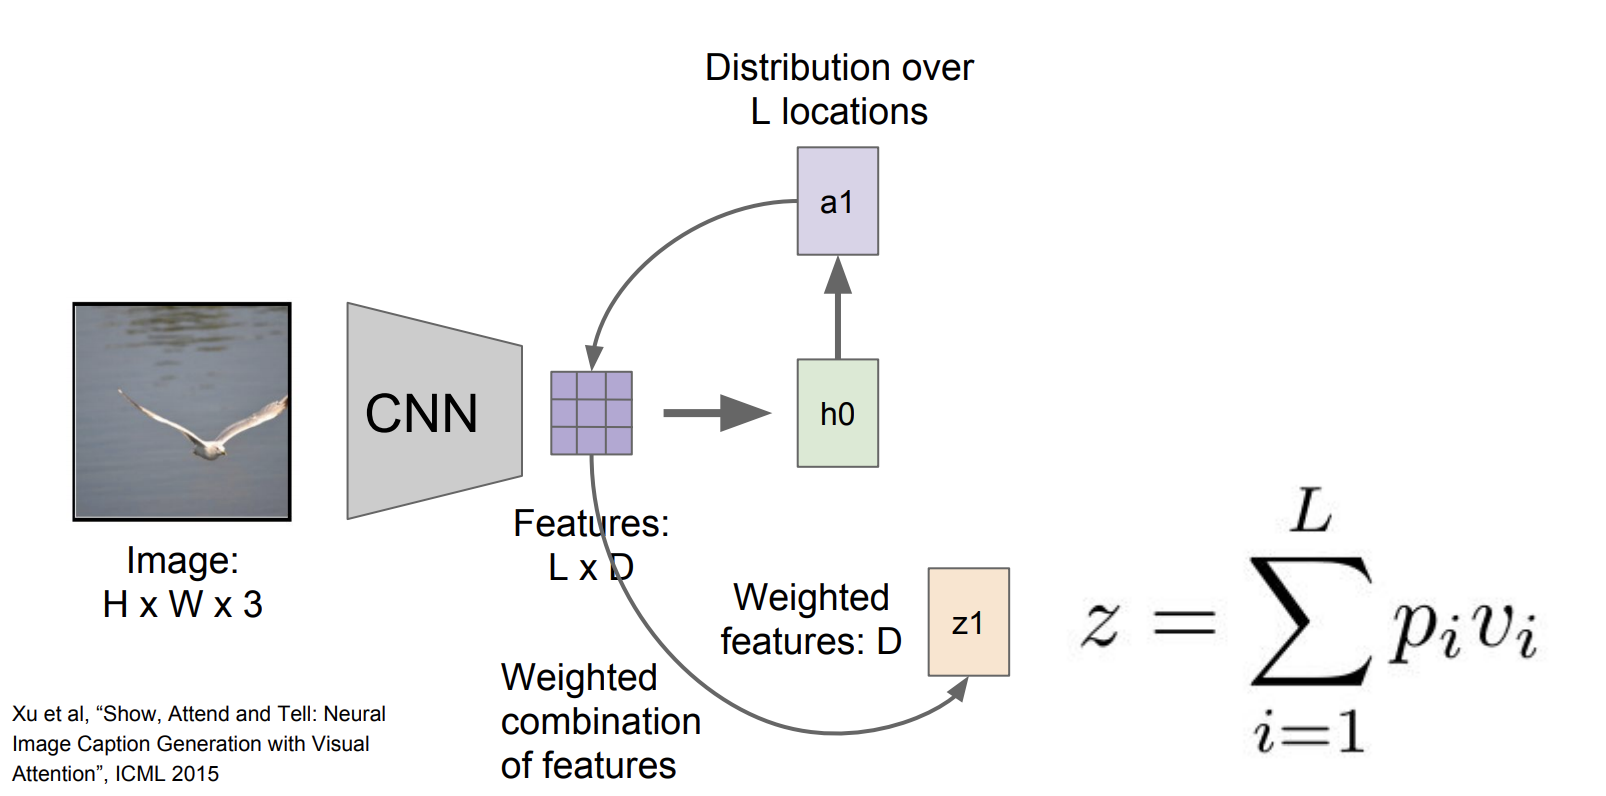 Distribution over
L locations
a1
CNN
h0
Features:
L x D
Image:
H x W x 3
Weighted
features: D
z1
z = \sum_{i=1}^{L} p_i v_i
Weighted
combination
of features
Xu et al, “Show, Attend and Tell: Neural
Image Caption Generation with Visual
Attention”, ICML 2015